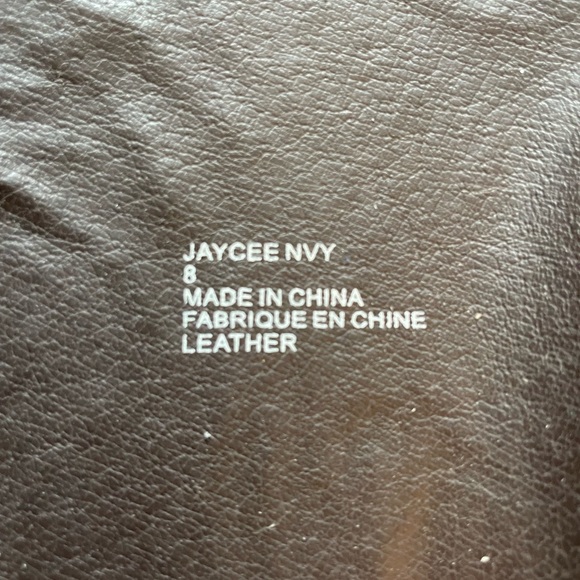 JAYCEE NVY
8
MADE IN CHINA
FABRIQUE EN CHINE
LEATHER